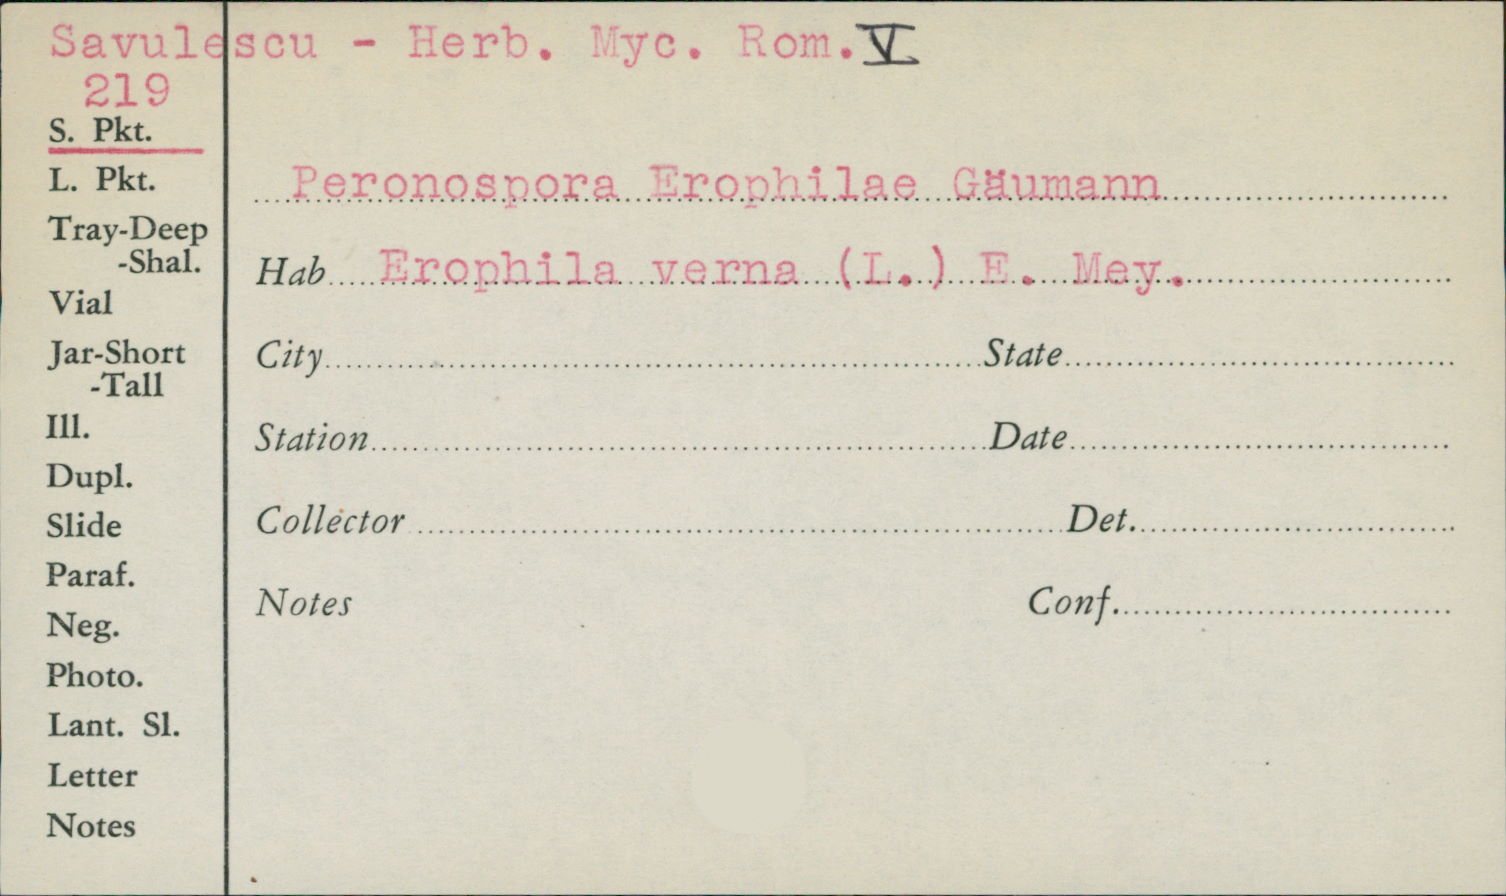 Savulescu - Herb. Myc. Rom. V
219
S. Pkt.
L. Pkt.
Tray-Deep
-Shal.
Vial
Jar-Short
-Tall
Ill.
Dupl.
Slide
Paraf.
Neg.
Photo.
Lant. Sl.
Letter
Notes
Peronospora Erophilae Gäumann
Hab Erophila verna (L.) E. Mey.
City State
Station Date
Collector Det.
Notes Conf.